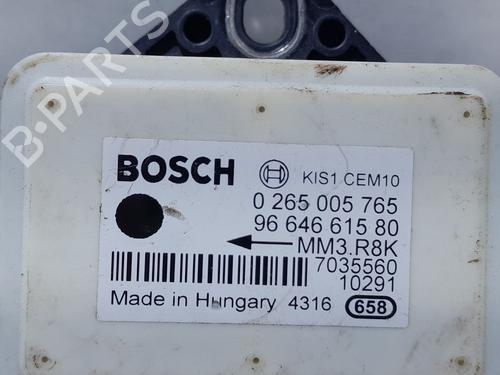 B-PARTS
BOSCH KIS1 CEM10
0 265 005 765
96 646 615 80
MM3.R8K
7035560
10291
Made in Hungary 4316 658